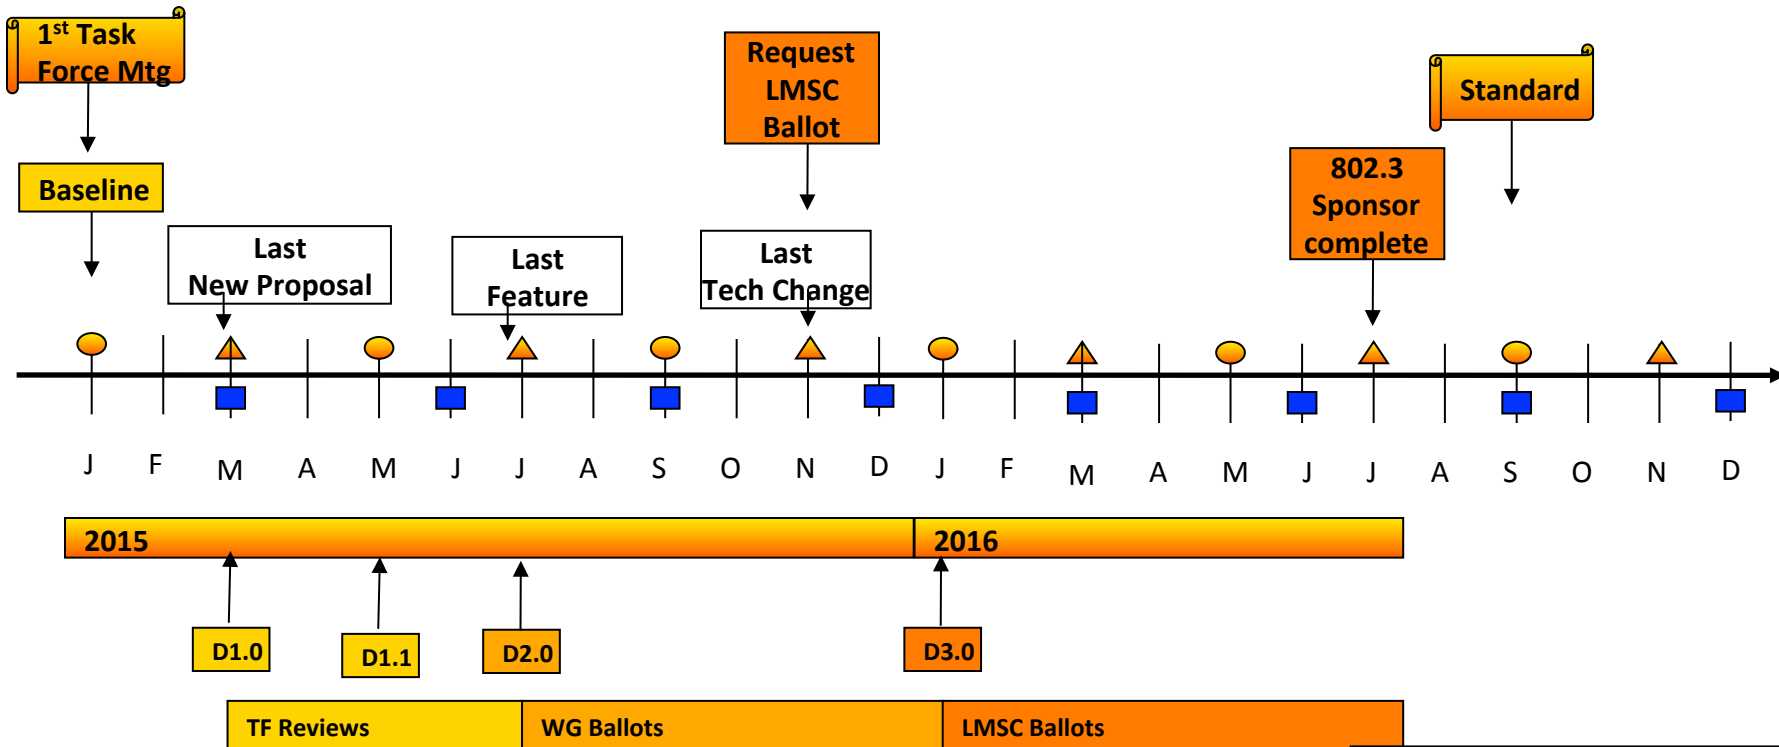 1st Task
Force Mtg
Baseline
Last
New Proposal
Last
Feature
Request
LMSC
Ballot
Last
Tech Change
802.3
Sponsor
complete
Standard
J F M A M J J A S O N D J F M A M J J A S O N D
2015 2016
D1.0 D1.1 D2.0 D3.0
TF Reviews WG Ballots LMSC Ballots